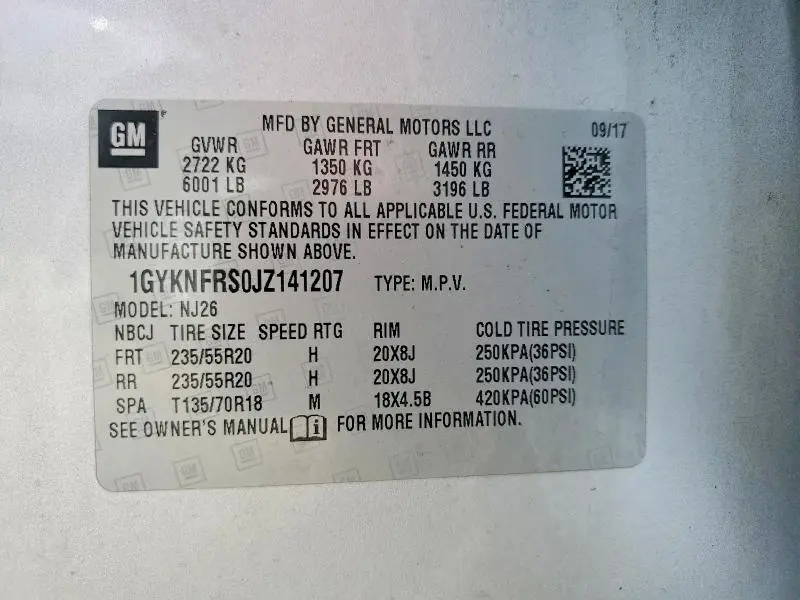 GM
MFD BY GENERAL MOTORS LLC 09/17
GVWR GAWR FRT GAWR RR
2722 KG 1350 KG 1450 KG
6001 LB 2976 LB 3196 LB
THIS VEHICLE CONFORMS TO ALL APPLICABLE U.S. FEDERAL MOTOR
VEHICLE SAFETY STANDARDS IN EFFECT ON THE DATE OF
MANUFACTURE SHOWN ABOVE.
1GYKNFRS0JZ141207 TYPE: M.P.V.
MODEL: NJ26
NBCJ TIRE SIZE SPEED RTG RIM COLD TIRE PRESSURE
FRT 235/55R20 H 20X8J 250KPA(36PSI)
RR 235/55R20 H 20X8J 250KPA(36PSI)
SPA T135/70R18 M 18X4.5B 420KPA(60PSI)
SEE OWNER'S MANUAL i FOR MORE INFORMATION.